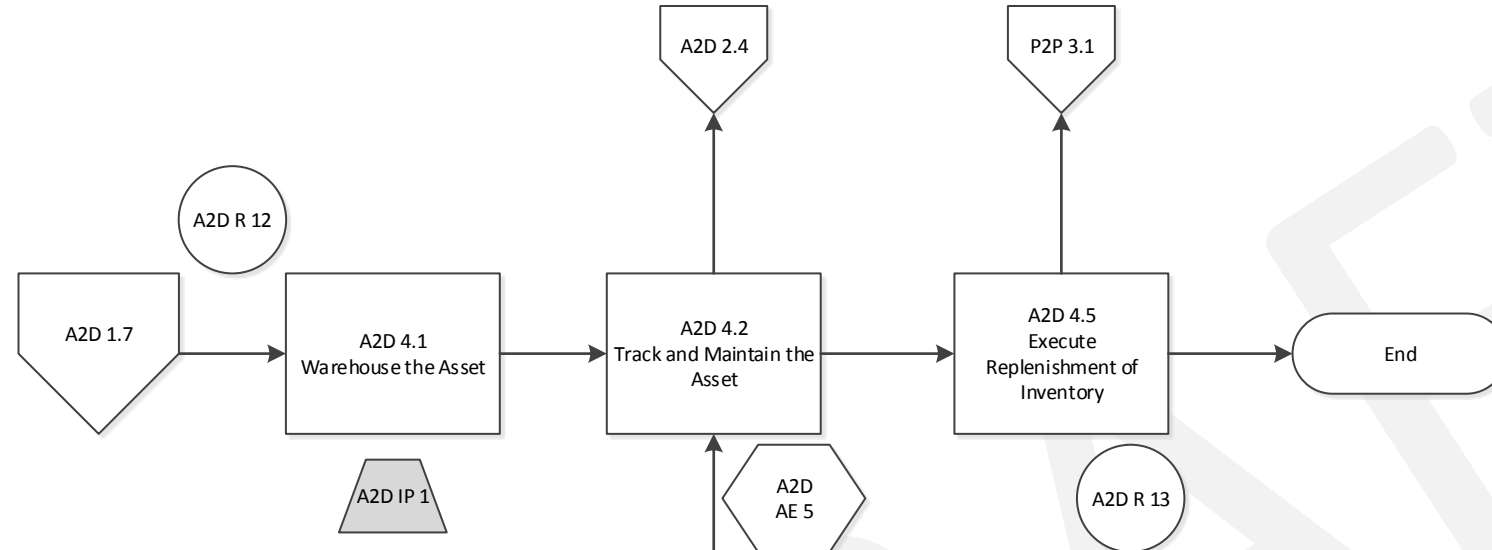 A2D 2.4
P2P 3.1
A2D R 12
A2D 1.7
A2D 4.1
Warehouse the Asset
A2D 4.2
Track and Maintain the
Asset
A2D 4.5
Execute
Replenishment of
Inventory
End
A2D IP 1
A2D
AE 5
A2D R 13